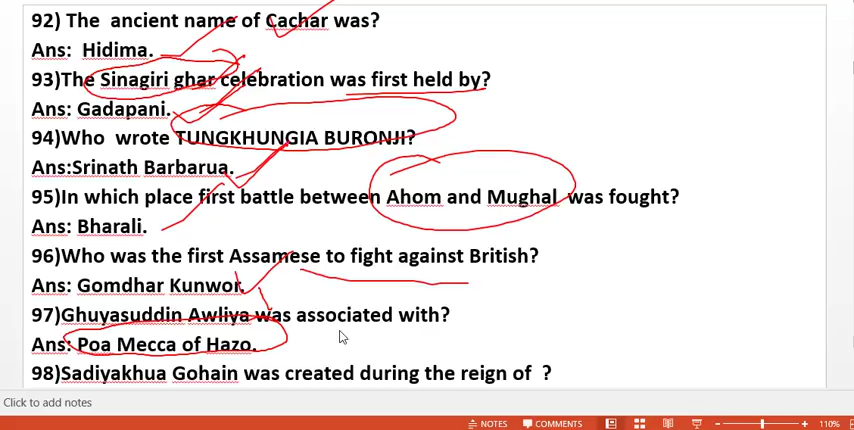 92) The ancient name of Cachar was?
Ans: Hidima.
93)The Sinagiri ghar celebration was first held by?
Ans: Gadapani.
94)Who wrote TUNGKHUNGIA BURONJI?
Ans:Srinath Barbarua.
95)In which place first battle between Ahom and Mughal was fought?
Ans: Bharali.
96)Who was the first Assamese to fight against British?
Ans: Gomdhar Kunwor.
97)Ghuyasuddin Awliya was associated with?
Ans: Poa Mecca of Hazo.
98)Sadiyakhua Gohain was created during the reign of ?
Click to add notes
NOTES COMMENTS 110%